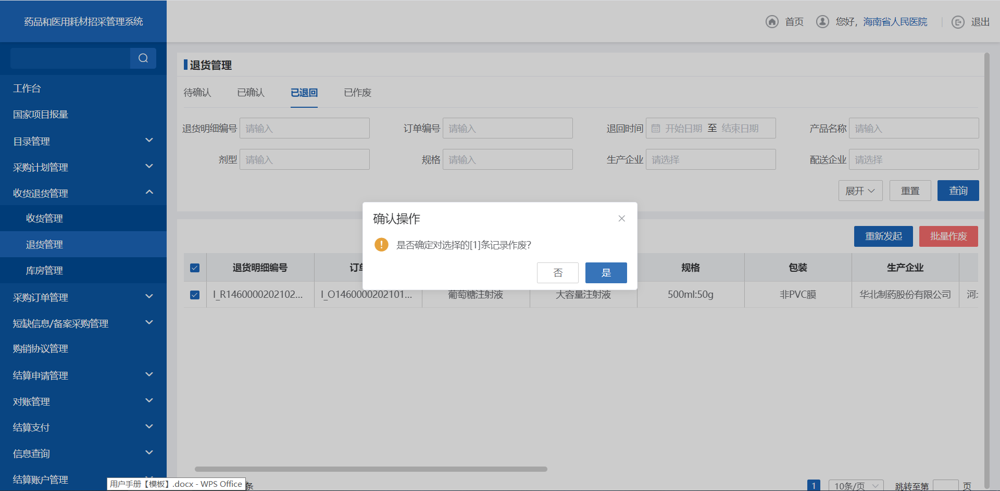 药品和医用耗材招采管理系统
首页
您好，海南省人民医院
退出
工作台
国家项目报量
目录管理
采购计划管理
收货退货管理
收货管理
退货管理
库房管理
采购订单管理
短缺信息/备案采购管理
购销协议管理
结算申请管理
对账管理
结算支付
信息查询
结算账户管理
退货管理
待确认 已确认 已退回 已作废
退货明细编号 请输入 订单编号 请输入 退回时间 开始日期 至 结束日期 产品名称 请输入
剂型 请输入 规格 请输入 生产企业 请选择 配送企业 请选择
展开 重置 查询
确认操作
是否确定对选择的[1]条记录作废?
否 是
重新发起 批量作废
退货明细编号 订单 规格 包装 生产企业
I_R1460000202102... I_O1460000202101... 葡萄糖注射液 大容量注射液 500ml:50g 非PVC膜 华北制药股份有限公司 河
用户手册【模板】.docx - WPS Office
条
1 10条/页 跳转至第 页